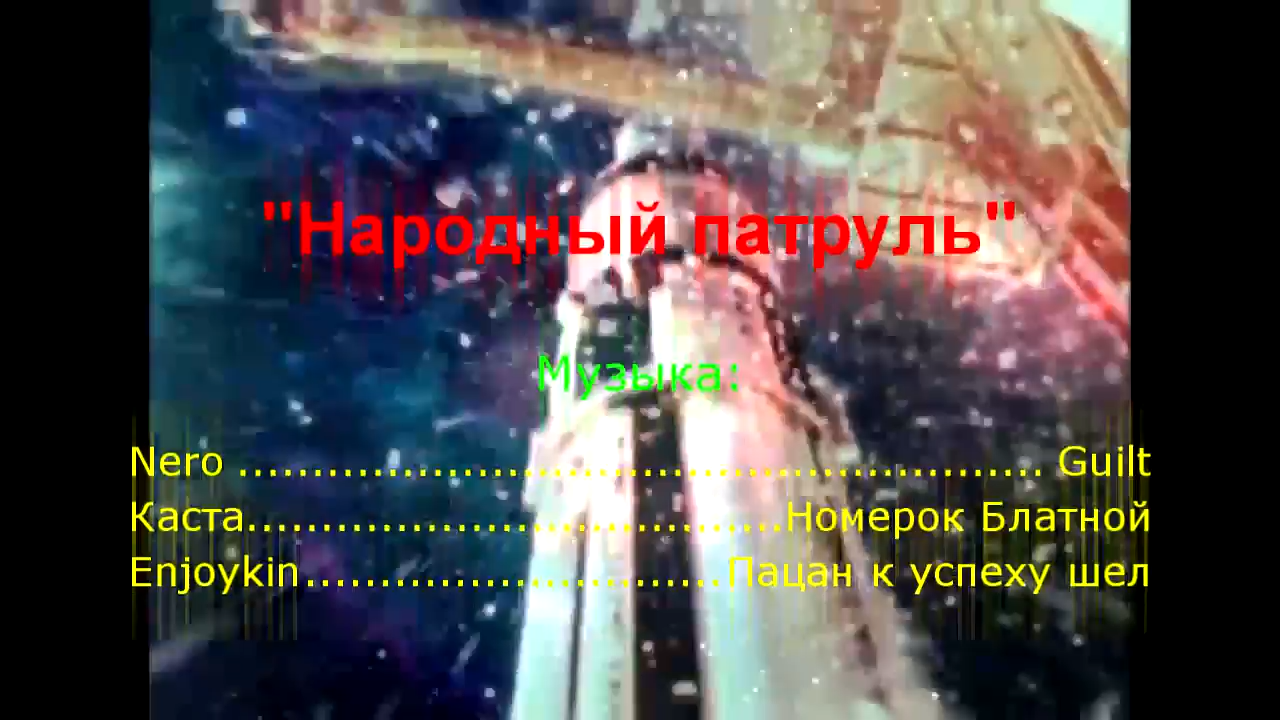 "Народный патруль"
Музыка:
Nero ........................................................ Guilt
Каста.....................................Номерок Блатной
Enjoykin............................Пацан к успеху шел